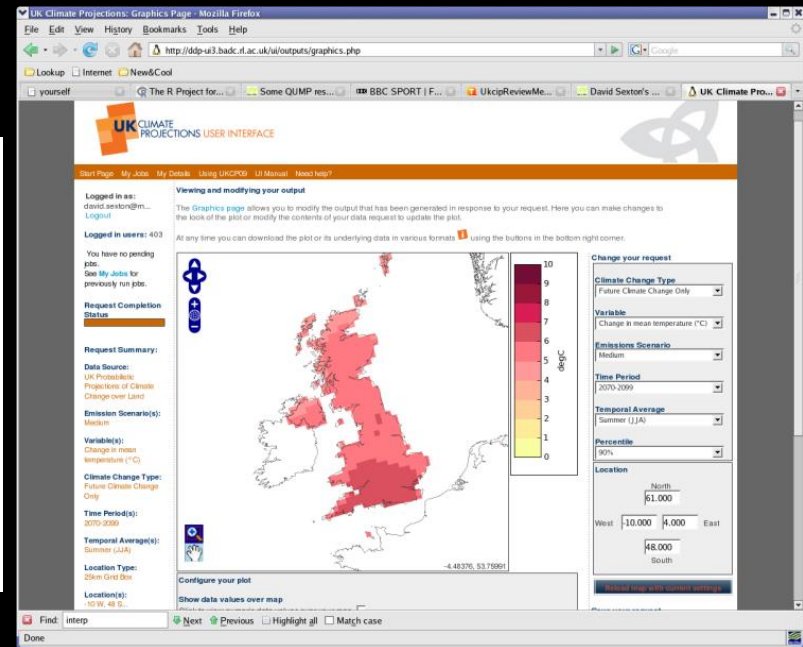 UK Climate Projections: Graphics Page - Mozilla Firefox
File Edit View History Bookmarks Tools Help
http://ddp-ui3.badc.rl.ac.uk/ui/outputs/graphics.php
Google
Lookup Internet New&Cool
yourself
The R Project for...
Some QUMP res...
BBC SPORT | F...
UkcipReviewMe...
David Sexton's ...
UK Climate Pro...
UK CLIMATE
PROJECTIONS USER INTERFACE
Start Page My Jobs My Details Using UKCP09 UI Manual Need help?
Logged in as:
david.sexton@m...
Logout
Logged in users: 403
You have no pending
jobs.
See My Jobs for
previously run jobs.
Request Completion
Status
Request Summary:
Data Source:
UK Probabilistic
Projections of Climate
Change over Land
Emission Scenario(s):
Medium
Variable(s):
Change in mean
temperature (°C)
Climate Change Type:
Future Climate Change
Only
Time Period(s):
2070-2099
Temporal Average(s):
Summer (JJA)
Location Type:
25km Grid Box
Location(s):
-10 W, 48 S...
Viewing and modifying your output
The Graphics page allows you to modify the output that has been generated in response to your request. Here you can make changes to
the look of the plot or modify the contents of your data request to update the plot.
At any time you can download the plot or its underlying data in various formats using the buttons in the bottom right corner.
10
9
8
7
6
5
4
3
2
1
0
degC
-4.48376, 53.75991
Configure your plot
Show data values over map
Change your request
Climate Change Type
Future Climate Change Only
Variable
Change in mean temperature (°C)
Emissions Scenario
Medium
Time Period
2070-2099
Temporal Average
Summer (JJA)
Percentile
90%
Location
North
61.000
West -10.000 4.000 East
48.000
South
Reload map with current settings
Find: interp
Next Previous Highlight all Match case
Done